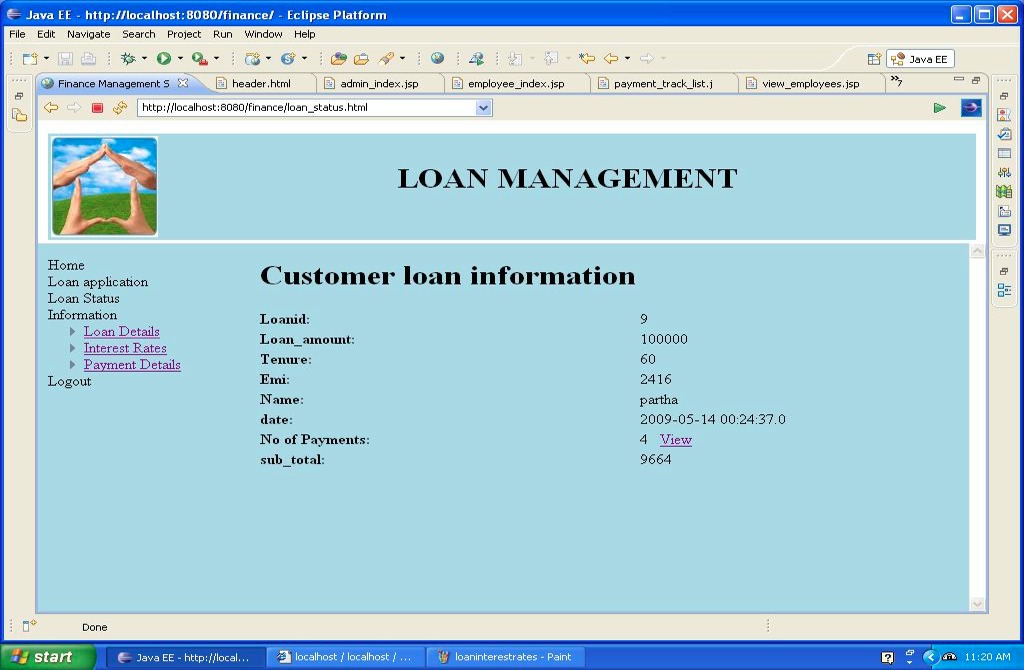 Java EE - http://localhost:8080/finance/ - Eclipse Platform
File Edit Navigate Search Project Run Window Help
Java EE
Finance Management S header.html admin_index.jsp employee_index.jsp payment_track_list.j view_employees.jsp »7
http://localhost:8080/finance/loan_status.html
LOAN MANAGEMENT
Home
Loan application
Loan Status
Information
Loan Details
Interest Rates
Payment Details
Logout
Customer loan information
Loanid: 9
Loan_amount: 100000
Tenure: 60
Emi: 2416
Name: partha
date: 2009-05-14 00:24:37.0
No of Payments: 4 View
sub_total: 9664
Done
start Java EE - http://local... localhost / localhost / ... loaninterestrates - Paint 11:20 AM